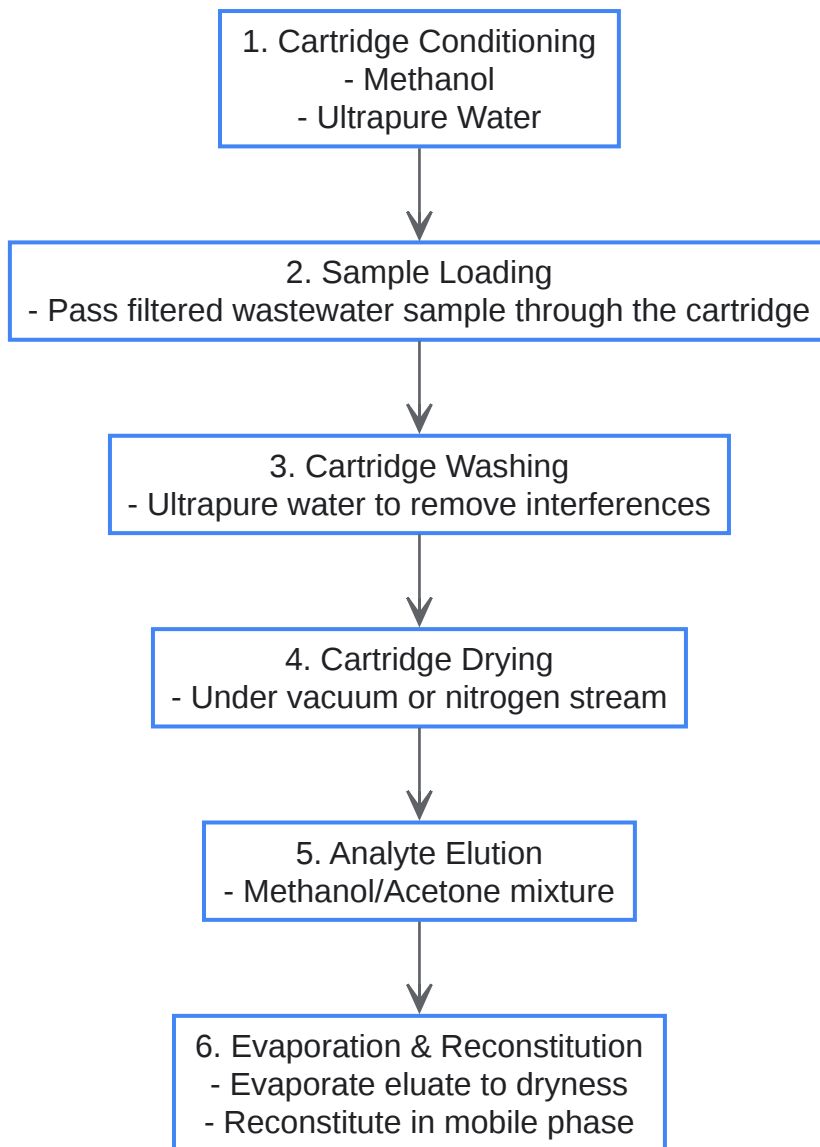 1. Cartridge Conditioning
- Methanol
- Ultrapure Water
2. Sample Loading
- Pass filtered wastewater sample through the cartridge
3. Cartridge Washing
- Ultrapure water to remove interferences
4. Cartridge Drying
- Under vacuum or nitrogen stream
5. Analyte Elution
- Methanol/Acetone mixture
6. Evaporation & Reconstitution
- Evaporate eluate to dryness
- Reconstitute in mobile phase